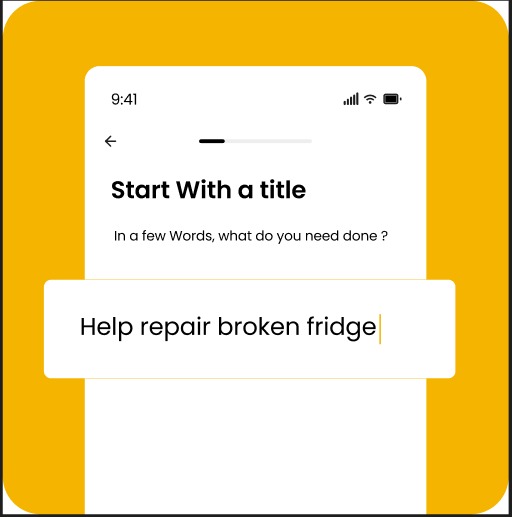 9:41
Start With a title
In a few Words, what do you need done ?
Help repair broken fridge